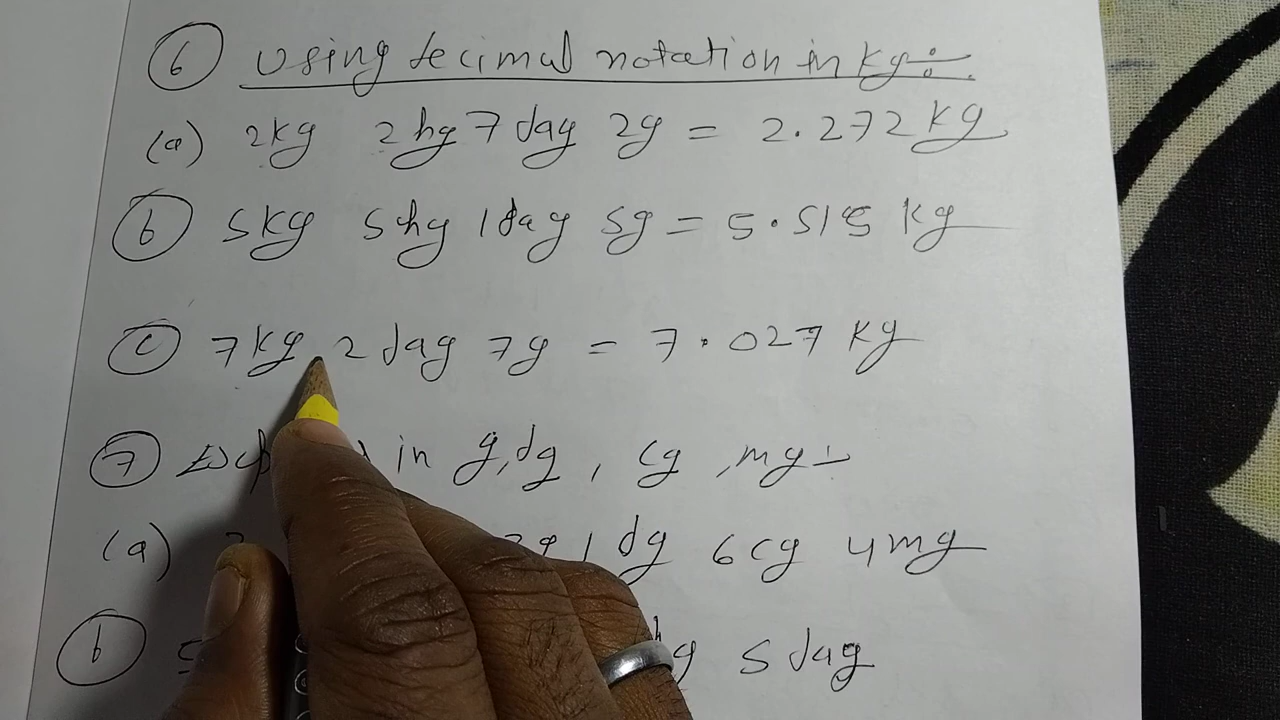 6 Using decimal notation in kg:-
(a) 2kg 2hg 7dag 2g = 2.272 kg
b 5kg 5hg 1dag 5g = 5.515 kg
c 7kg 2dag 7g = 7.027 kg
7 in g, dg, cg, mg:-
(a) 1dg 6cg 4mg
b 5dag